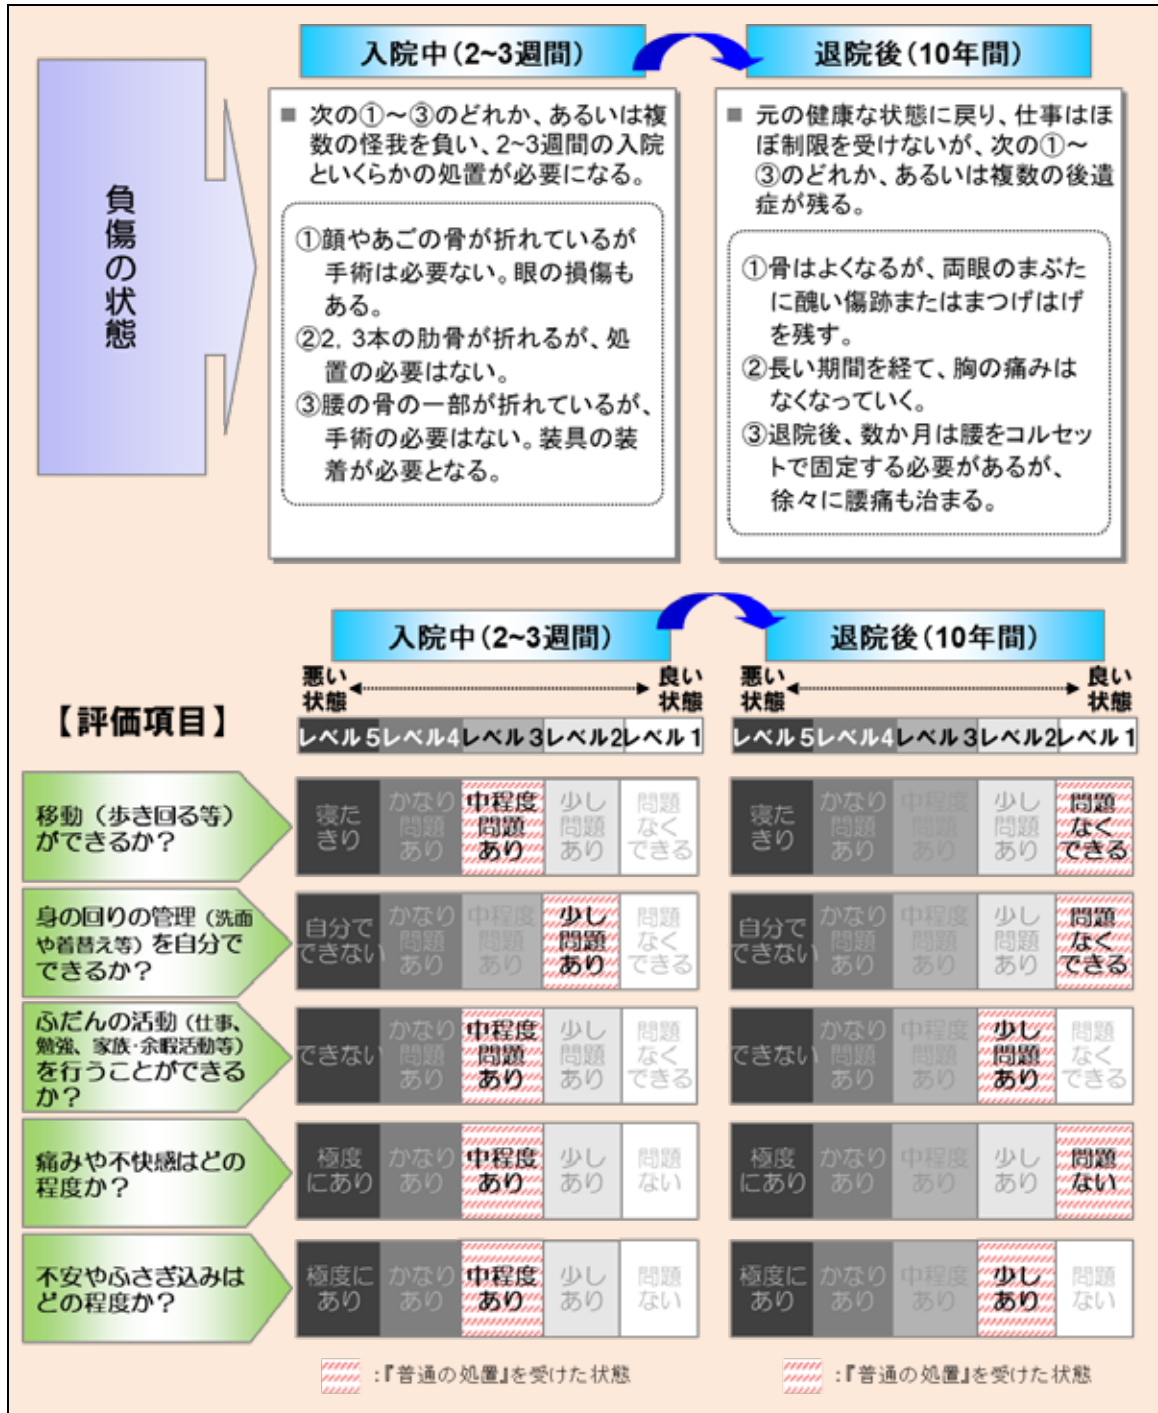 入院中(2~3週間)
退院後(10年間)
負傷の状態
■ 次の①～③のどれか、あるいは複
数の怪我を負い、2~3週間の入院
といくらかの処置が必要になる。
①顔やあごの骨が折れているが
手術は必要ない。眼の損傷も
ある。
②2, 3本の肋骨が折れるが、処
置の必要はない。
③腰の骨の一部が折れているが、
手術の必要はない。装具の装
着が必要となる。
■ 元の健康な状態に戻り、仕事はほ
ぼ制限を受けないが、次の①～
③のどれか、あるいは複数の後遺
症が残る。
①骨はよくなるが、両眼のまぶた
に醜い傷跡またはまつげはげ
を残す。
②長い期間を経て、胸の痛みは
なくなっていく。
③退院後、数か月は腰をコルセッ
トで固定する必要があるが、
徐々に腰痛も治まる。
入院中(2~3週間)
退院後(10年間)
悪い
状態
良い
状態
悪い
状態
良い
状態
【評価項目】
レベル5 レベル4 レベル3 レベル2 レベル1
レベル5 レベル4 レベル3 レベル2 レベル1
移動（歩き回る等）
ができるか？
寝た
きり
かなり
問題
あり
中程度
問題
あり
少し
問題
あり
問題
なく
できる
寝た
きり
かなり
問題
あり
中程度
問題
あり
少し
問題
あり
問題
なく
できる
身の回りの管理（洗面
や着替え等）を自分で
できるか？
自分で
できない
かなり
問題
あり
中程度
問題
あり
少し
問題
あり
問題
なく
できる
自分で
できない
かなり
問題
あり
中程度
問題
あり
少し
問題
あり
問題
なく
できる
ふだんの活動（仕事、
勉強、家族・余暇活動等）
を行うことができる
か？
できない
かなり
問題
あり
中程度
問題
あり
少し
問題
あり
問題
なく
できる
できない
かなり
問題
あり
中程度
問題
あり
少し
問題
あり
問題
なく
できる
痛みや不快感はどの
程度か？
極度
にあり
かなり
あり
中程度
あり
少し
あり
問題
ない
極度
にあり
かなり
あり
中程度
あり
少し
あり
問題
ない
不安やふさぎ込みは
どの程度か？
極度に
あり
かなり
あり
中程度
あり
少し
あり
問題
ない
極度に
あり
かなり
あり
中程度
あり
少し
あり
問題
ない
：『普通の処置』を受けた状態
：『普通の処置』を受けた状態